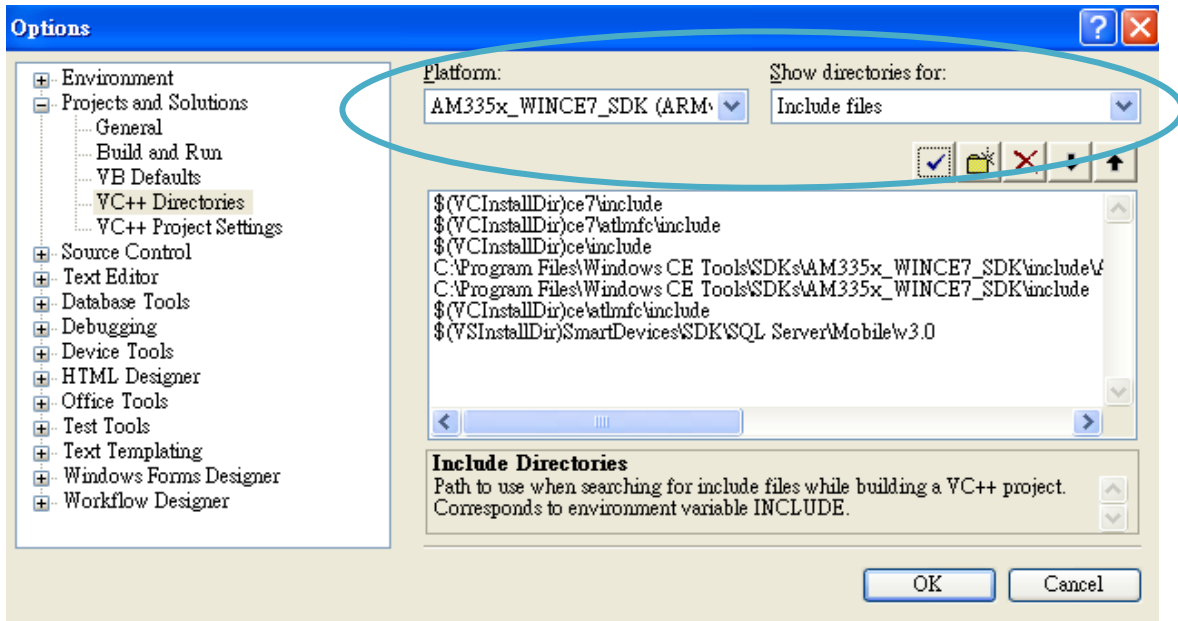 Options
Environment
Projects and Solutions
General
Build and Run
VB Defaults
VC++ Directories
VC++ Project Settings
Source Control
Text Editor
Database Tools
Debugging
Device Tools
HTML Designer
Office Tools
Test Tools
Text Templating
Windows Forms Designer
Workflow Designer
Platform:
AM335x_WINCE7_SDK (ARM
Show directories for:
Include files
$(VCInstallDir)ce7\include
$(VCInstallDir)ce7\atlmfc\include
$(VCInstallDir)ce\include
C:\Program Files\Windows CE Tools\SDKs\AM335x_WINCE7_SDK\include\A
C:\Program Files\Windows CE Tools\SDKs\AM335x_WINCE7_SDK\include
$(VCInstallDir)ce\atlmfc\include
$(VSInstallDir)SmartDevices\SDK\SQL Server\Mobile\v3.0
Include Directories
Path to use when searching for include files while building a VC++ project.
Corresponds to environment variable INCLUDE.
OK
Cancel